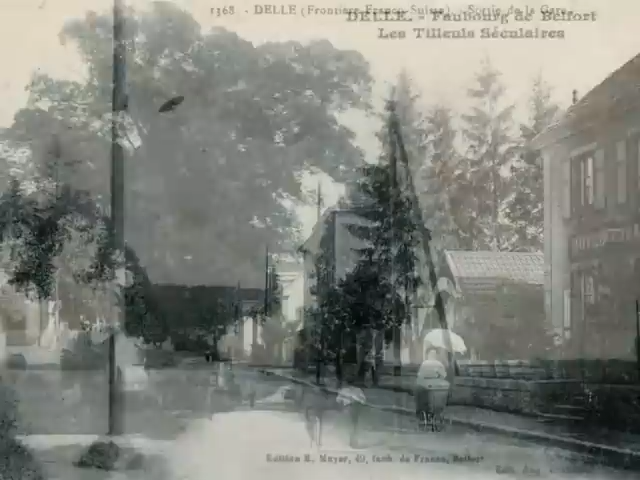 1368. - DELLE (Frontière Franco-Suisse). Sortie de la Gare
DELLE. - Faubourg de Belfort
Les Tilleuls Séculaires
Edition E. Mayer, 40, faub. de France, Belfort